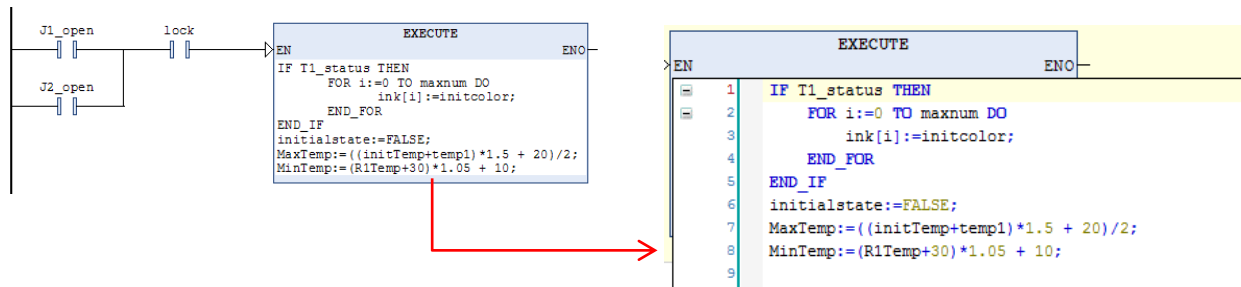 J1_open
lock
J2_open
EXECUTE
EN
ENO
IF T1_status THEN
FOR i:=0 TO maxnum DO
ink[i]:=initcolor;
END_FOR
END_IF
initialstate:=FALSE;
MaxTemp:=((initTemp+temp1)*1.5 + 20)/2;
MinTemp:=(R1Temp+30)*1.05 + 10;
EXECUTE
EN
ENO
1 IF T1_status THEN
2 FOR i:=0 TO maxnum DO
3 ink[i]:=initcolor;
4 END_FOR
5 END_IF
6 initialstate:=FALSE;
7 MaxTemp:=((initTemp+temp1)*1.5 + 20)/2;
8 MinTemp:=(R1Temp+30)*1.05 + 10;
9